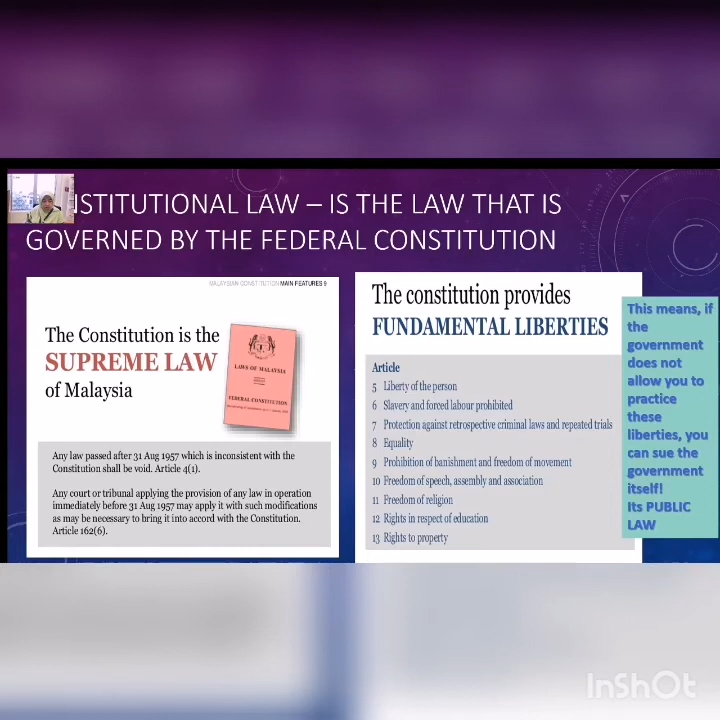 NSTITUTIONAL LAW – IS THE LAW THAT IS
GOVERNED BY THE FEDERAL CONSTITUTION
MALAYSIAN CONSTITUTION MAIN FEATURES 9
The Constitution is the
SUPREME LAW
of Malaysia
LAWS OF MALAYSIA
FEDERAL CONSTITUTION
Any law passed after 31 Aug 1957 which is inconsistent with the
Constitution shall be void. Article 4(1).
Any court or tribunal applying the provision of any law in operation
immediately before 31 Aug 1957 may apply it with such modifications
as may be necessary to bring it into accord with the Constitution.
Article 162(6).
The constitution provides
FUNDAMENTAL LIBERTIES
Article
5 Liberty of the person
6 Slavery and forced labour prohibited
7 Protection against retrospective criminal laws and repeated trials
8 Equality
9 Prohibition of banishment and freedom of movement
10 Freedom of speech, assembly and association
11 Freedom of religion
12 Rights in respect of education
13 Rights to property
This means, if
the
government
does not
allow you to
practice
these
liberties, you
can sue the
government
itself!
Its PUBLIC
LAW
InShOt